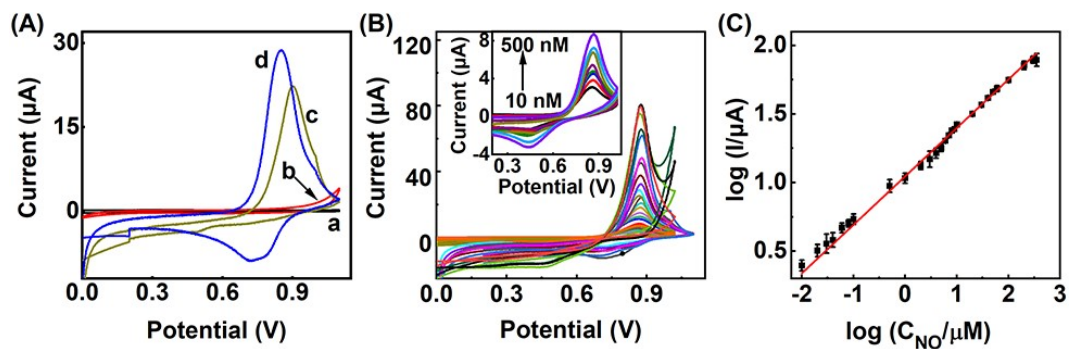 (A)
30
15
0
Current (µA)
d
c
b
a
0.0 0.3 0.6 0.9
Potential (V)
(B)
120
80
40
0
Current (µA)
8
4
0
-4
Current (µA)
500 nM
10 nM
0.3 0.6 0.9
Potential (V)
0.0 0.3 0.6 0.9
Potential (V)
(C)
2.0
1.5
1.0
0.5
log (I/µA)
-2 -1 0 1 2 3
log (C_NO/µM)